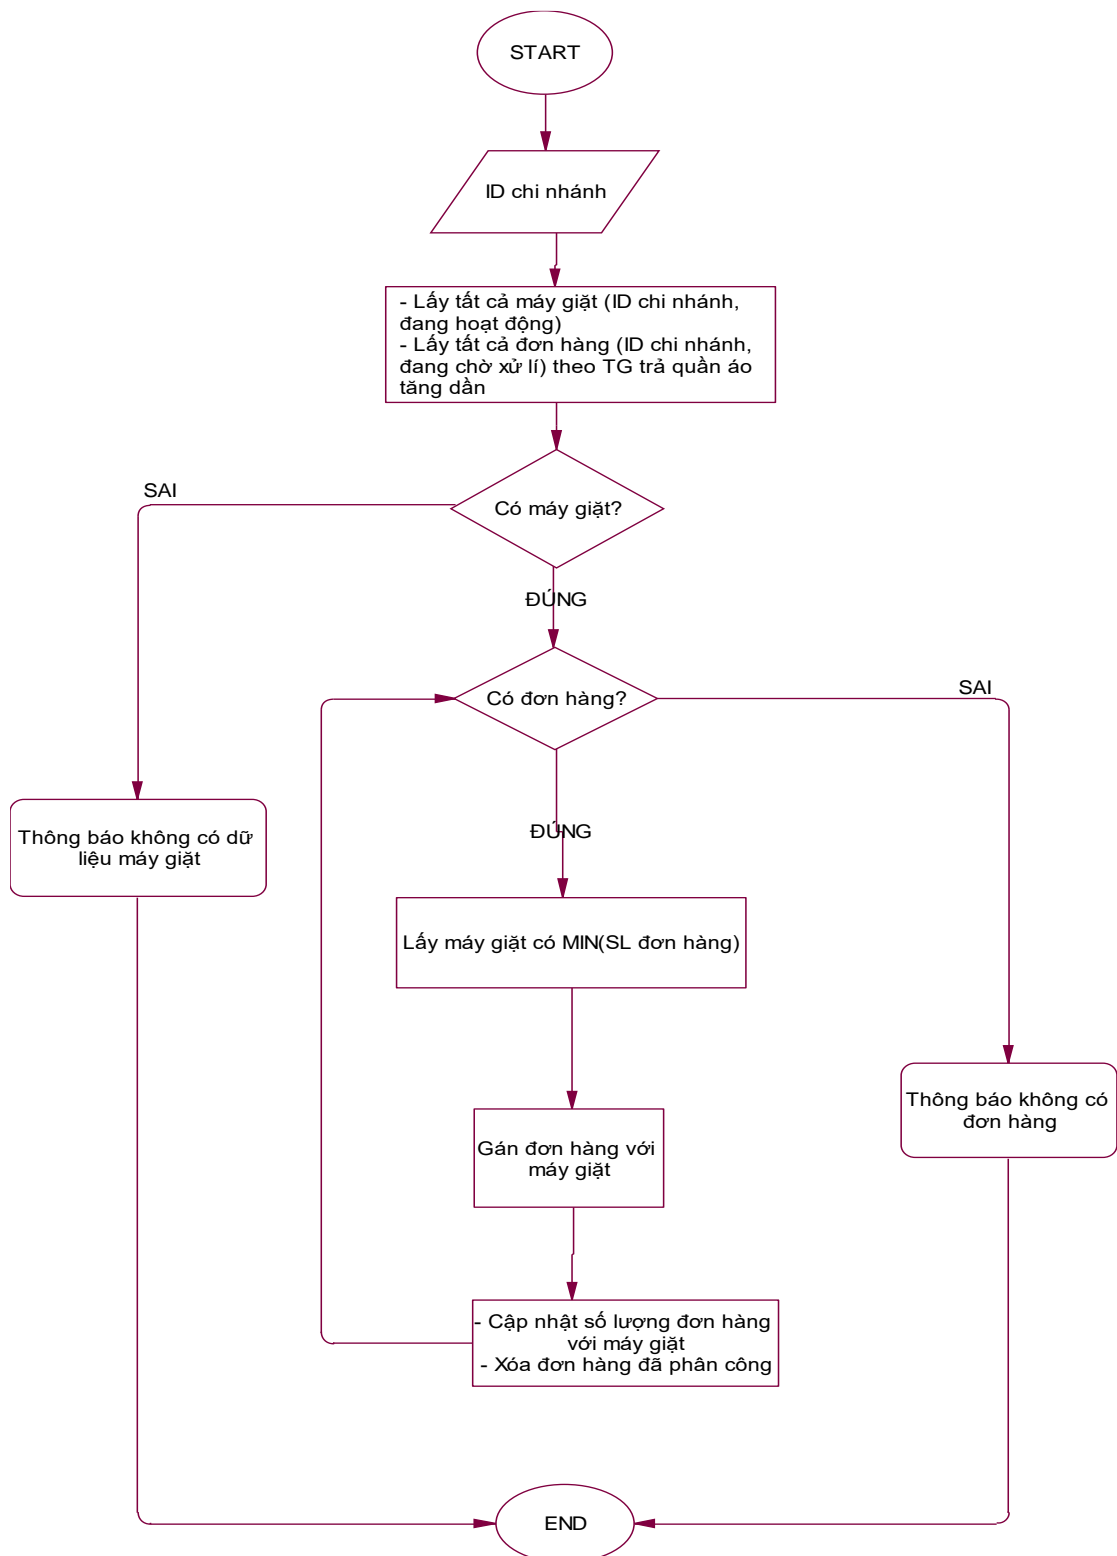 START
ID chi nhánh
- Lấy tất cả máy giặt (ID chi nhánh,
đang hoạt động)
- Lấy tất cả đơn hàng (ID chi nhánh,
đang chờ xử lí) theo TG trả quần áo
tăng dần
SAI
Có máy giặt?
ĐÚNG
Có đơn hàng?
SAI
ĐÚNG
Thông báo không có dữ
liệu máy giặt
Lấy máy giặt có MIN(SL đơn hàng)
Thông báo không có
đơn hàng
Gán đơn hàng với
máy giặt
- Cập nhật số lượng đơn hàng
với máy giặt
- Xóa đơn hàng đã phân công
END